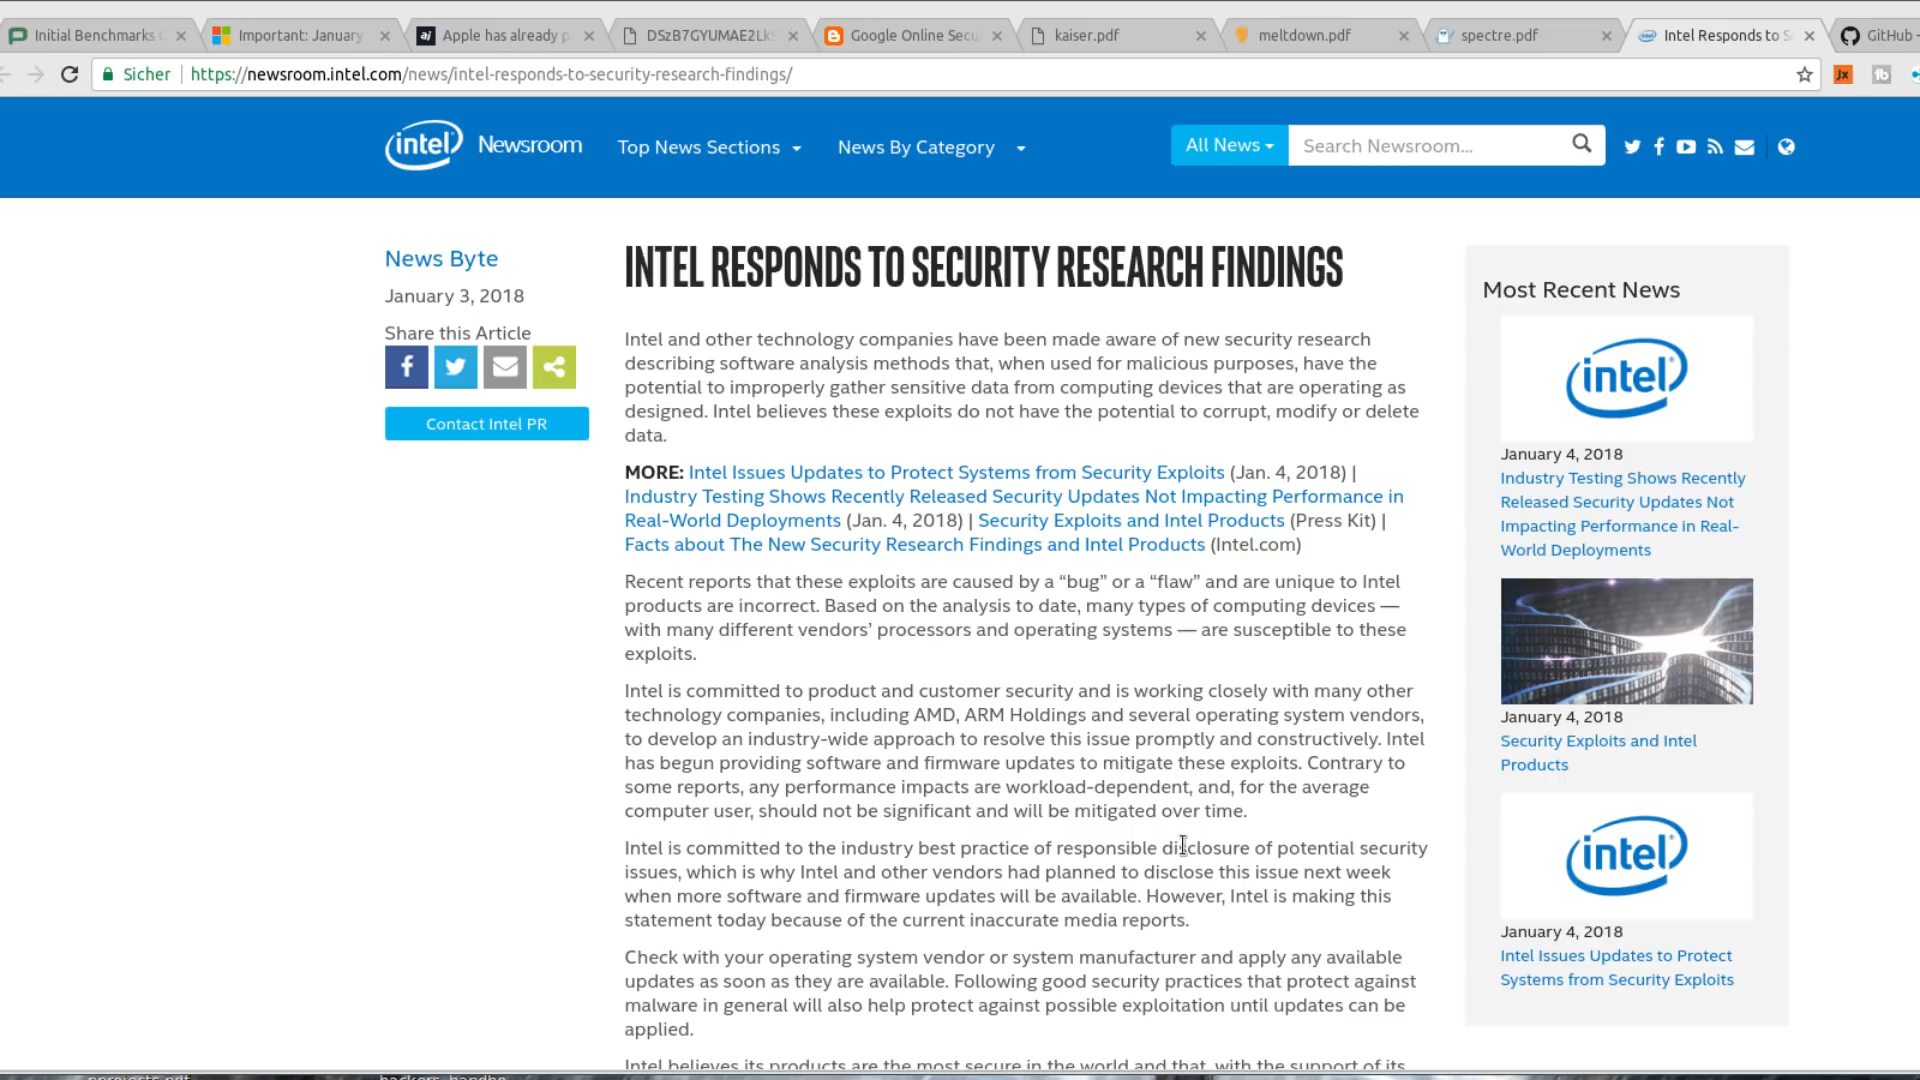 Initial Benchmarks
Important: January
Apple has already p
DSzB7GYUMAE2Lk
Google Online Secu
kaiser.pdf
meltdown.pdf
spectre.pdf
Intel Responds to S
GitHub -
Sicher
https://newsroom.intel.com/news/intel-responds-to-security-research-findings/
intel Newsroom
Top News Sections
News By Category
All News
Search Newsroom...
News Byte
January 3, 2018
Share this Article
Contact Intel PR
INTEL RESPONDS TO SECURITY RESEARCH FINDINGS
Intel and other technology companies have been made aware of new security research
describing software analysis methods that, when used for malicious purposes, have the
potential to improperly gather sensitive data from computing devices that are operating as
designed. Intel believes these exploits do not have the potential to corrupt, modify or delete
data.
MORE: Intel Issues Updates to Protect Systems from Security Exploits (Jan. 4, 2018) |
Industry Testing Shows Recently Released Security Updates Not Impacting Performance in
Real-World Deployments (Jan. 4, 2018) | Security Exploits and Intel Products (Press Kit) |
Facts about The New Security Research Findings and Intel Products (Intel.com)
Recent reports that these exploits are caused by a “bug” or a “flaw” and are unique to Intel
products are incorrect. Based on the analysis to date, many types of computing devices —
with many different vendors’ processors and operating systems — are susceptible to these
exploits.
Intel is committed to product and customer security and is working closely with many other
technology companies, including AMD, ARM Holdings and several operating system vendors,
to develop an industry-wide approach to resolve this issue promptly and constructively. Intel
has begun providing software and firmware updates to mitigate these exploits. Contrary to
some reports, any performance impacts are workload-dependent, and, for the average
computer user, should not be significant and will be mitigated over time.
Intel is committed to the industry best practice of responsible disclosure of potential security
issues, which is why Intel and other vendors had planned to disclose this issue next week
when more software and firmware updates will be available. However, Intel is making this
statement today because of the current inaccurate media reports.
Check with your operating system vendor or system manufacturer and apply any available
updates as soon as they are available. Following good security practices that protect against
malware in general will also help protect against possible exploitation until updates can be
applied.
Intel believes its products are the most secure in the world and that, with the support of its
Most Recent News
intel
January 4, 2018
Industry Testing Shows Recently
Released Security Updates Not
Impacting Performance in Real-
World Deployments
January 4, 2018
Security Exploits and Intel
Products
intel
January 4, 2018
Intel Issues Updates to Protect
Systems from Security Exploits